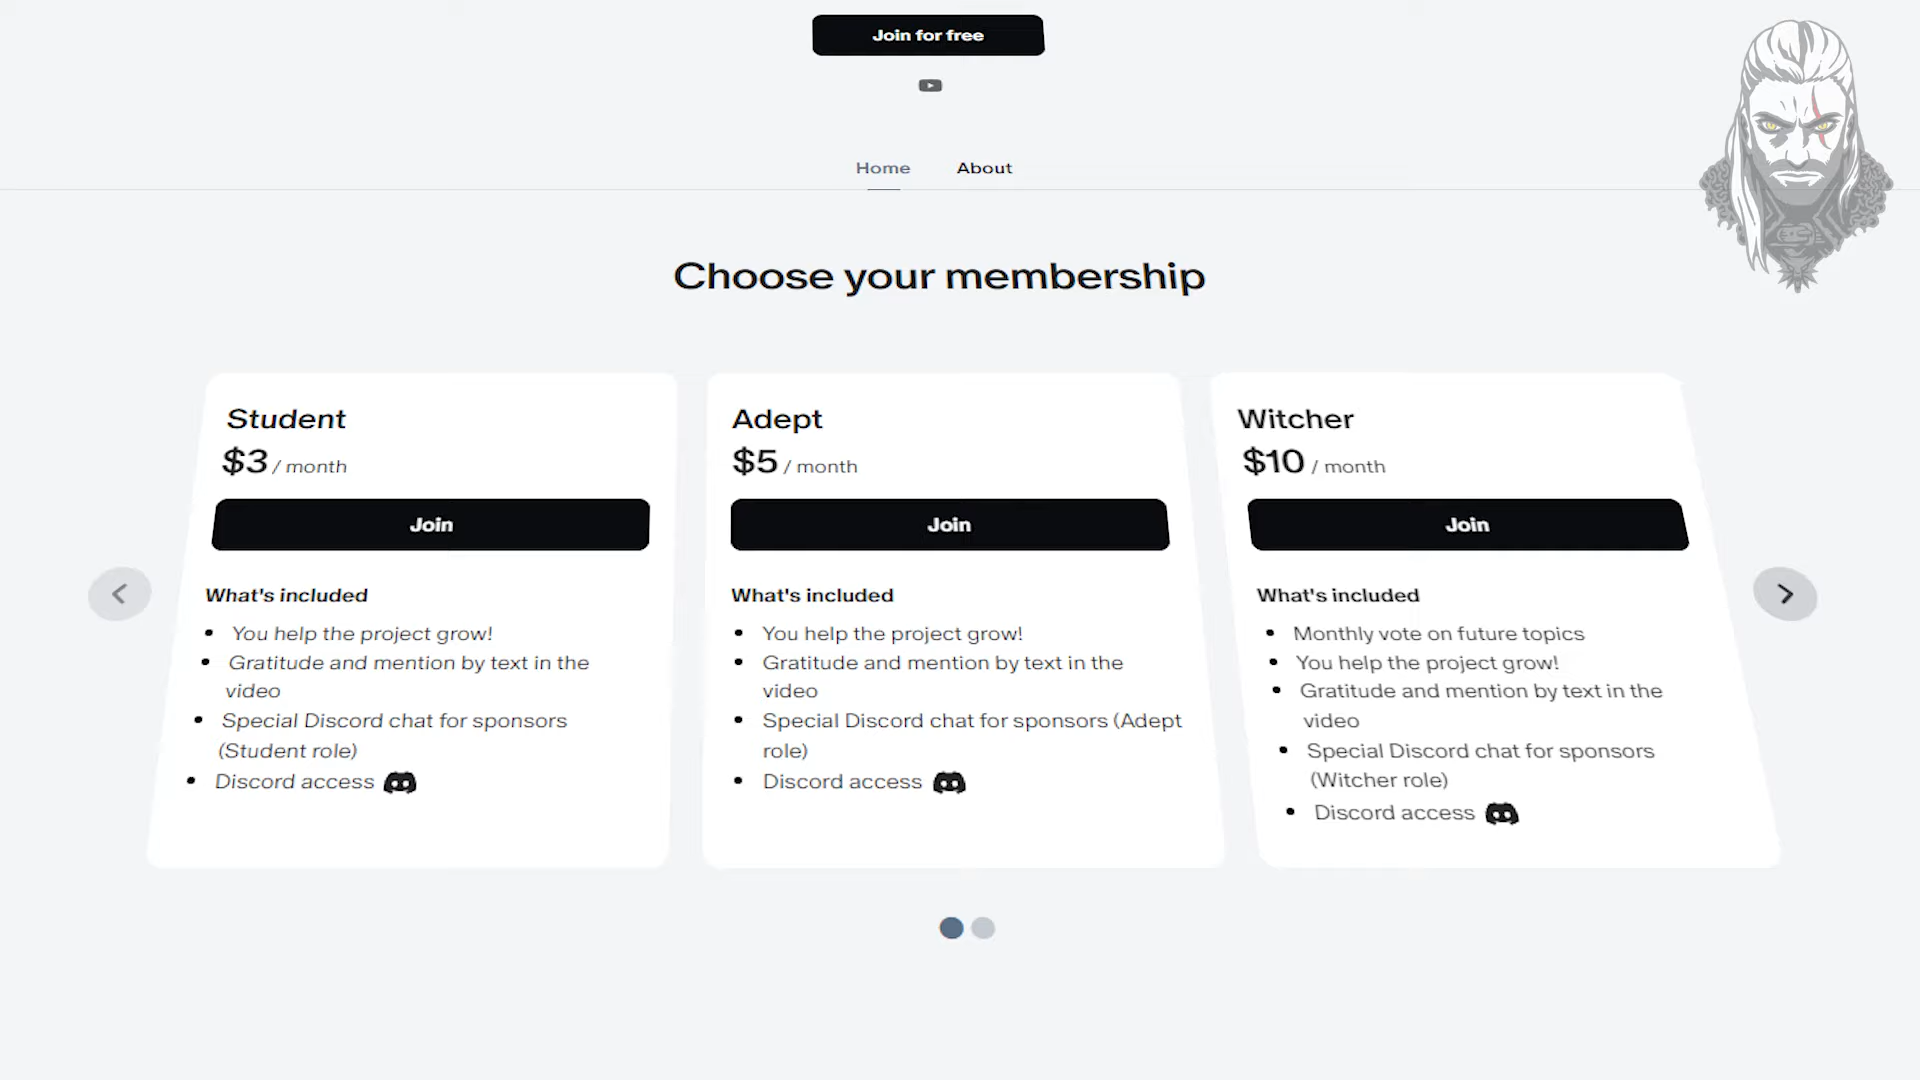 Join for free
Home
About
Choose your membership
Student
$3 / month
Join
What's included
You help the project grow!
Gratitude and mention by text in the
video
Special Discord chat for sponsors
(Student role)
Discord access
Adept
$5 / month
Join
What's included
You help the project grow!
Gratitude and mention by text in the
video
Special Discord chat for sponsors (Adept
role)
Discord access
Witcher
$10 / month
Join
What's included
Monthly vote on future topics
You help the project grow!
Gratitude and mention by text in the
video
Special Discord chat for sponsors
(Witcher role)
Discord access